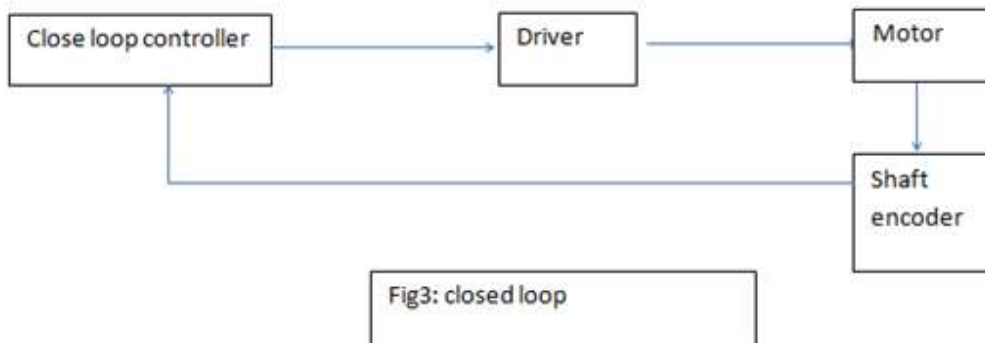 Close loop controller
Driver
Motor
Shaft
encoder
Fig3: closed loop